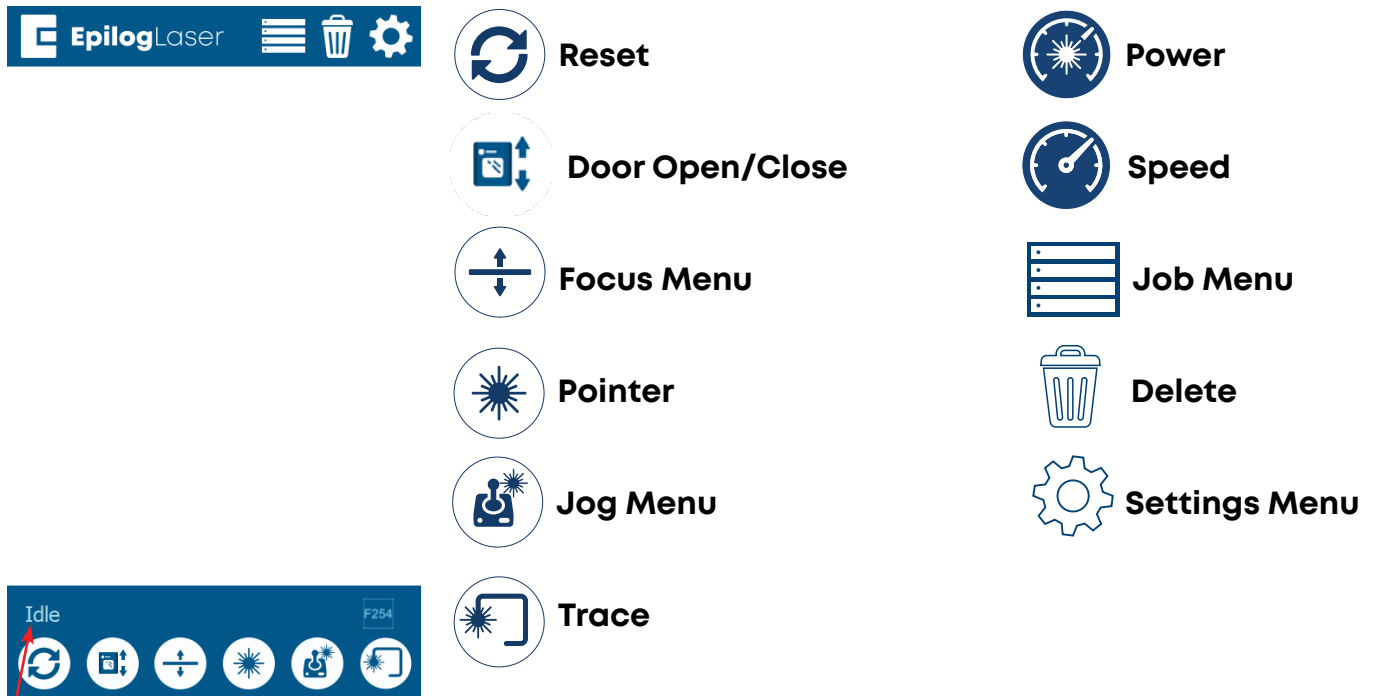 EpilogLaser
Idle
F254
Reset
Door Open/Close
Focus Menu
Pointer
Jog Menu
Trace
Power
Speed
Job Menu
Delete
Settings Menu